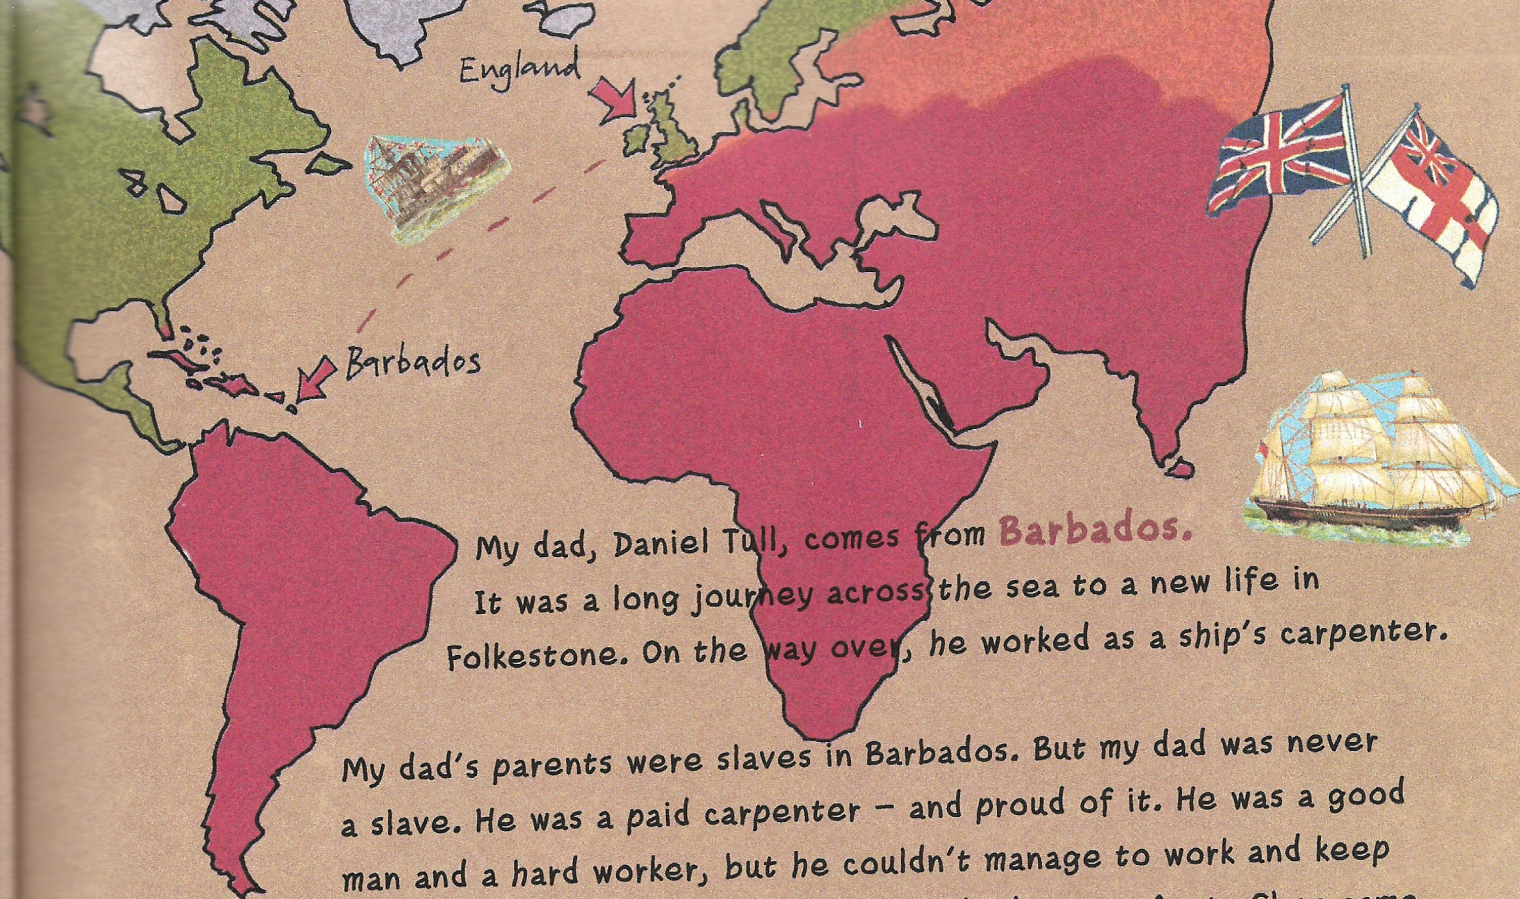 England
Barbados
My dad, Daniel Tull, comes from Barbados.
It was a long journey across the sea to a new life in
Folkestone. On the way over, he worked as a ship's carpenter.
My dad's parents were slaves in Barbados. But my dad was never
a slave. He was a paid carpenter – and proud of it. He was a good
man and a hard worker, but he couldn't manage to work and keep